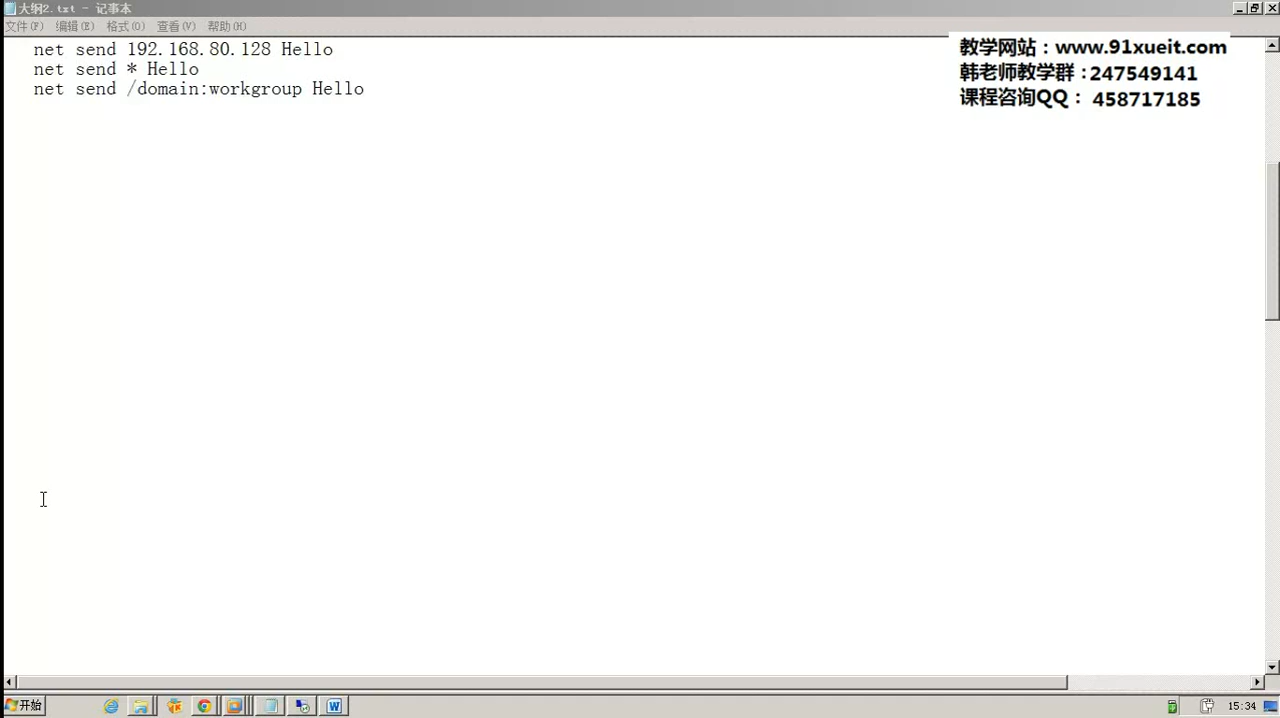 大纲2.txt - 记事本
文件(F) 编辑(E) 格式(O) 查看(V) 帮助(H)
net send 192.168.80.128 Hello
net send * Hello
net send /domain:workgroup Hello
教学网站：www.91xueit.com
韩老师教学群：247549141
课程咨询QQ： 458717185
开始
15:34